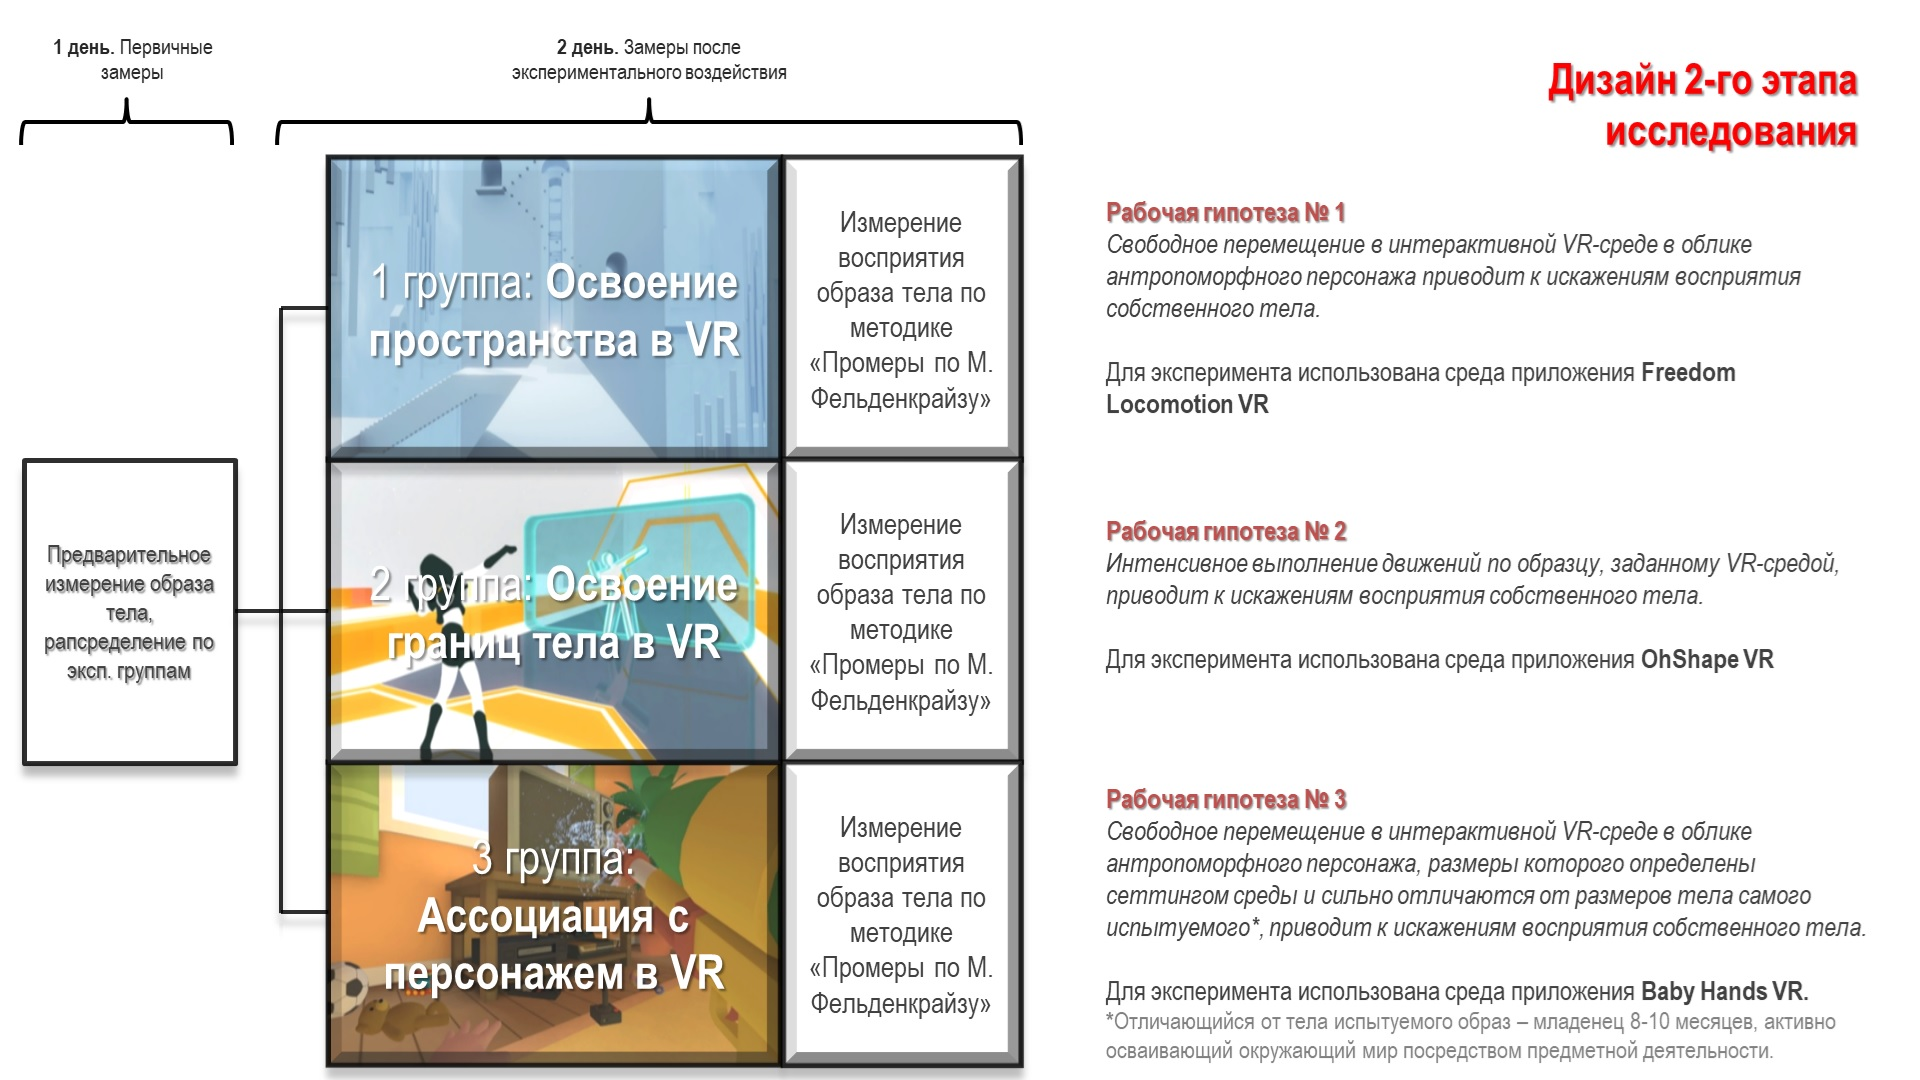 1 день. Первичные
замеры
2 день. Замеры после
экспериментального воздействия
Дизайн 2-го этапа
исследования
Предварительное
измерение образа
тела,
рапсределение по
эксп. группам
1 группа: Освоение
пространства в VR
Измерение
восприятия
образа тела по
методике
«Промеры по М.
Фельденкрайзу»
2 группа: Освоение
границ тела в VR
Измерение
восприятия
образа тела по
методике
«Промеры по М.
Фельденкрайзу»
3 группа:
Ассоциация с
персонажем в VR
Измерение
восприятия
образа тела по
методике
«Промеры по М.
Фельденкрайзу»
Рабочая гипотеза № 1
Свободное перемещение в интерактивной VR-среде в облике
антропоморфного персонажа приводит к искажениям восприятия
собственного тела.
Для эксперимента использована среда приложения Freedom
Locomotion VR
Рабочая гипотеза № 2
Интенсивное выполнение движений по образцу, заданному VR-средой,
приводит к искажениям восприятия собственного тела.
Для эксперимента использована среда приложения OhShape VR
Рабочая гипотеза № 3
Свободное перемещение в интерактивной VR-среде в облике
антропоморфного персонажа, размеры которого определены
сеттингом среды и сильно отличаются от размеров тела самого
испытуемого*, приводит к искажениям восприятия собственного тела.
Для эксперимента использована среда приложения Baby Hands VR.
*Отличающийся от тела испытуемого образ – младенец 8-10 месяцев, активно
осваивающий окружающий мир посредством предметной деятельности.